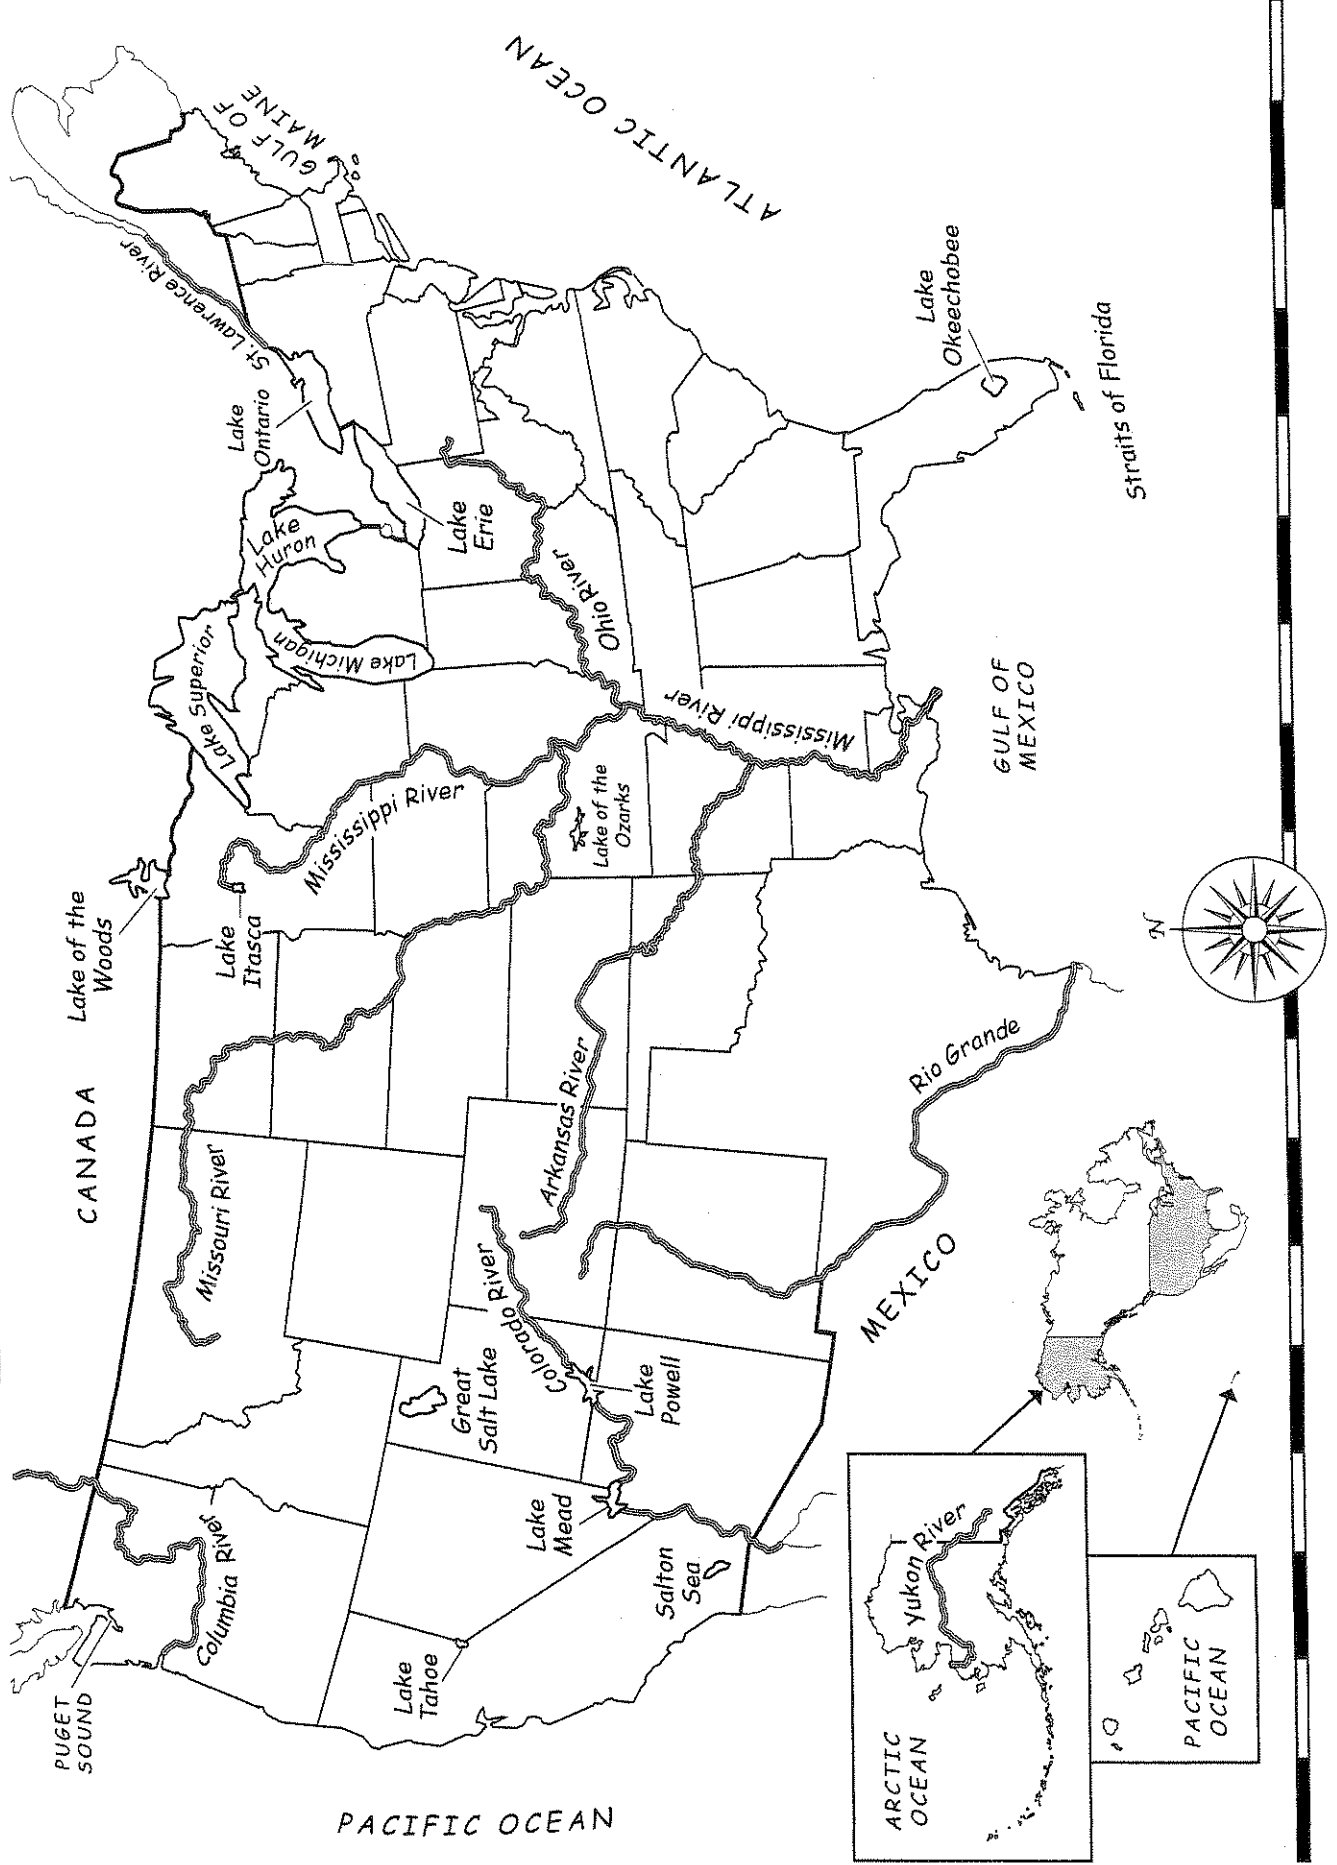 CANADA
PUGET
SOUND
Columbia
River
Missouri River
Lake of the
Woods
Lake
Itasca
Mississippi River
Lake Superior
Lake Michigan
Lake
Huron
Lake
Ontario
Lake
Erie
St. Lawrence River
GULF OF
MAINE
ATLANTIC OCEAN
PACIFIC OCEAN
Lake
Tahoe
Great
Salt Lake
Lake
Mead
Salton
Sea
Lake
Powell
Colorado River
Arkansas River
Lake of the
Ozarks
Ohio River
Mississippi River
Rio Grande
MEXICO
GULF OF
MEXICO
Lake
Okeechobee
Straits of Florida
N
ARCTIC
OCEAN
Yukon River
PACIFIC
OCEAN